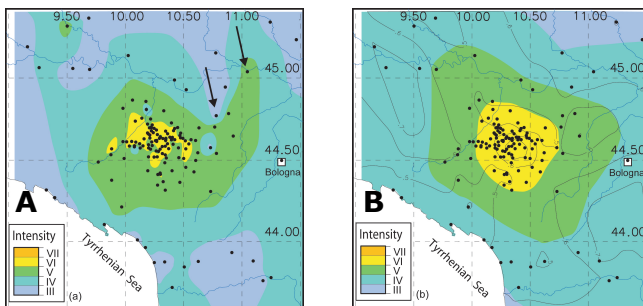 9.50 10.00 10.50 11.00
45.00
44.50
Bologna
44.00
A
Tyrrhenian Sea
Intensity
VII
VI
V
IV
III
(a)
9.50 10.00 10.50 11.00
45.00
44.50
Bologna
44.00
B
Tyrrhenian Sea
Intensity
VII
VI
V
IV
III
(b)